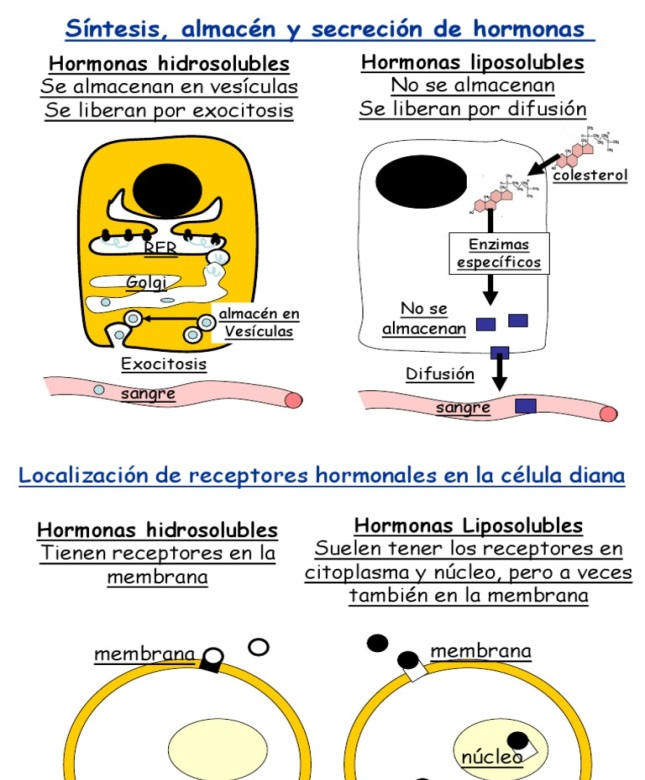 Síntesis, almacén y secreción de hormonas
Hormonas hidrosolubles
Se almacenan en vesículas
Se liberan por exocitosis
Hormonas liposolubles
No se almacenan
Se liberan por difusión
RER
Golgi
almacén en
Vesículas
Exocitosis
sangre
colesterol
Enzimas
específicos
No se
almacenan
Difusión
sangre
Localización de receptores hormonales en la célula diana
Hormonas hidrosolubles
Tienen receptores en la
membrana
Hormonas Liposolubles
Suelen tener los receptores en
citoplasma y núcleo, pero a veces
también en la membrana
membrana
membrana
núcleo